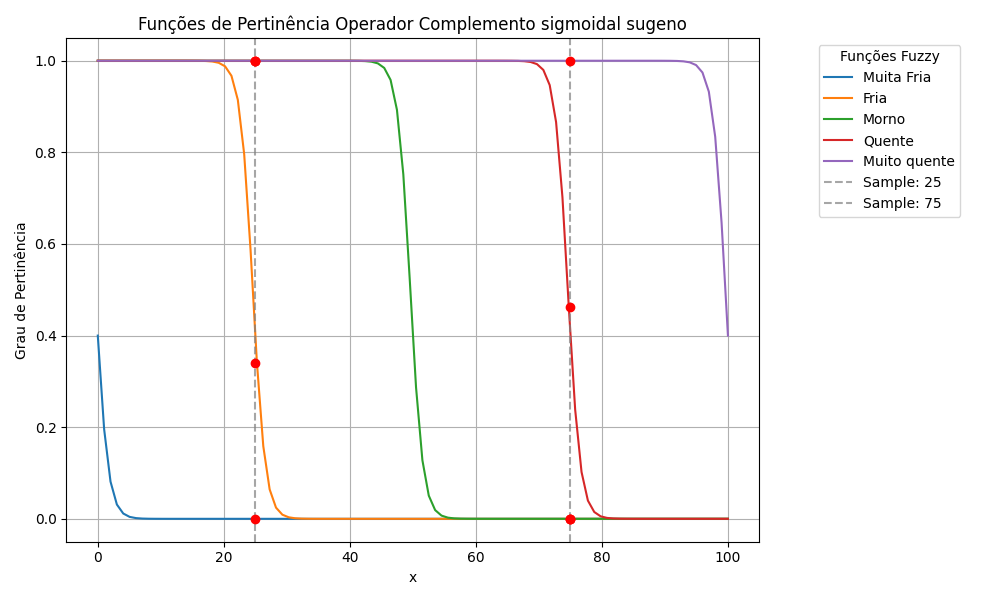 Funções de Pertinência Operador Complemento sigmoidal sugeno
Grau de Pertinência
1.0
0.8
0.6
0.4
0.2
0.0
0
20
40
60
80
100
x
Funções Fuzzy
Muita Fria
Fria
Morno
Quente
Muito quente
Sample: 25
Sample: 75